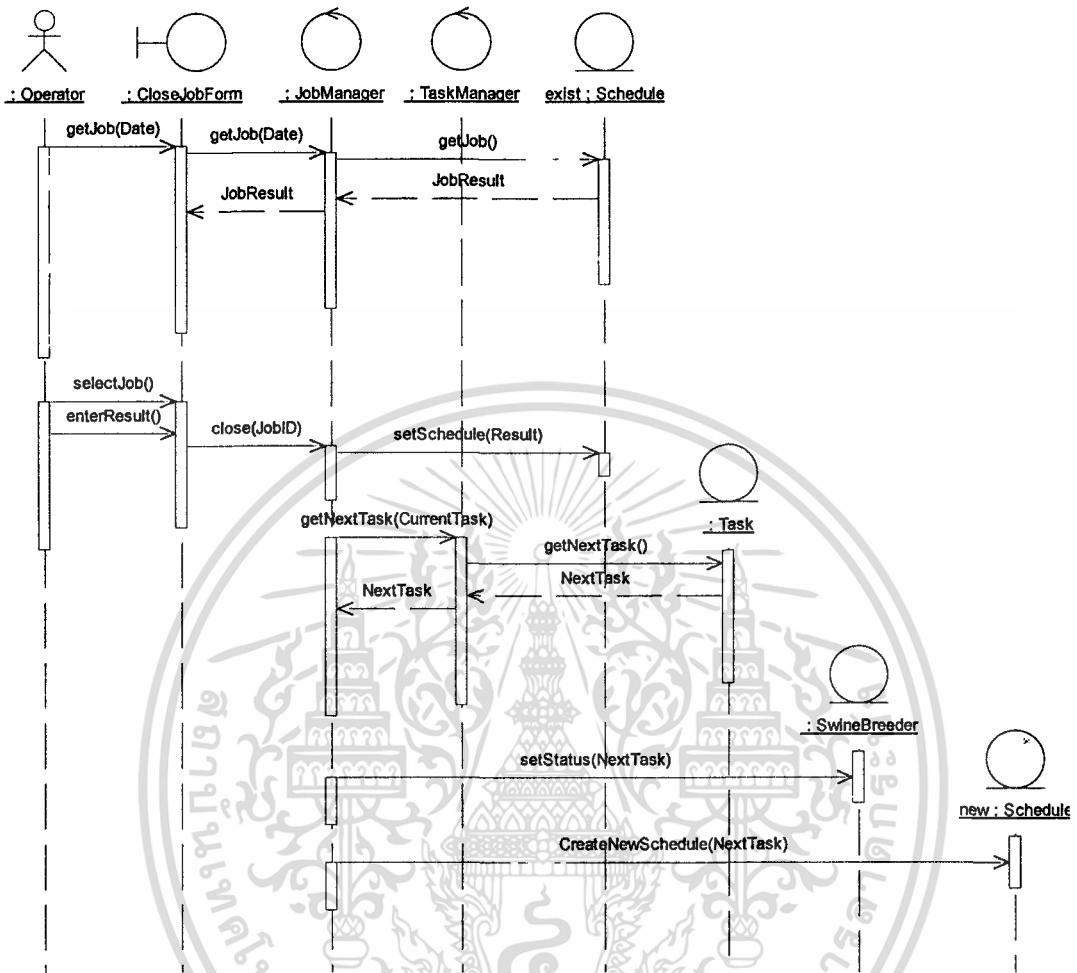 : Operator
: CloseJobForm
: JobManager
: TaskManager
exist : Schedule
getJob(Date)
getJob(Date)
getJob()
JobResult
JobResult
selectJob()
enterResult()
close(JobID)
setSchedule(Result)
: Task
getNextTask(CurrentTask)
getNextTask()
NextTask
NextTask
: SwineBreeder
setStatus(NextTask)
new : Schedule
CreateNewSchedule(NextTask)